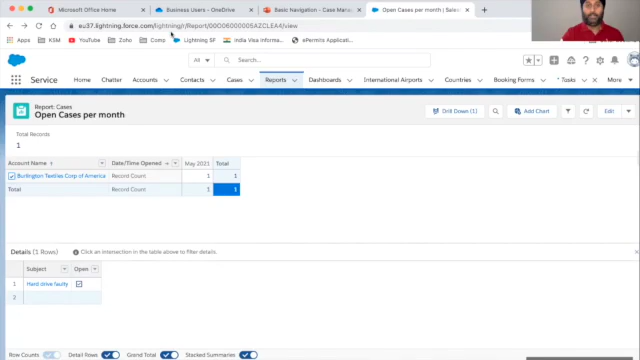 Microsoft Office Home
Business Users - OneDrive
Basic Navigation - Case Mana
Open Cases per month | Sales
eu37.lightning.force.com/lightning/r/Report/00O06000005AZCLEA4/view
Apps
KSM
YouTube
Zoho
Como
Lightning SF
India Visa Informa...
ePermits Applicati...
All
Search...
Service
Home
Chatter
Accounts
Contacts
Cases
Reports
Dashboards
International Airports
Countries
Booking Forms
* Tasks
Report: Cases
Open Cases per month
Drill Down (1)
Add Chart
Edit
Total Records
1
Account Name
Date/Time Opened
May 2021
Total
Burlington Textiles Corp of America
Record Count
1
1
Total
Record Count
1
1
Details (1 Rows)
Click an intersection in the table above to filter details.
Subject
Open
1
Hard drive faulty
2
Row Counts
Detail Rows
Grand Total
Stacked Summaries